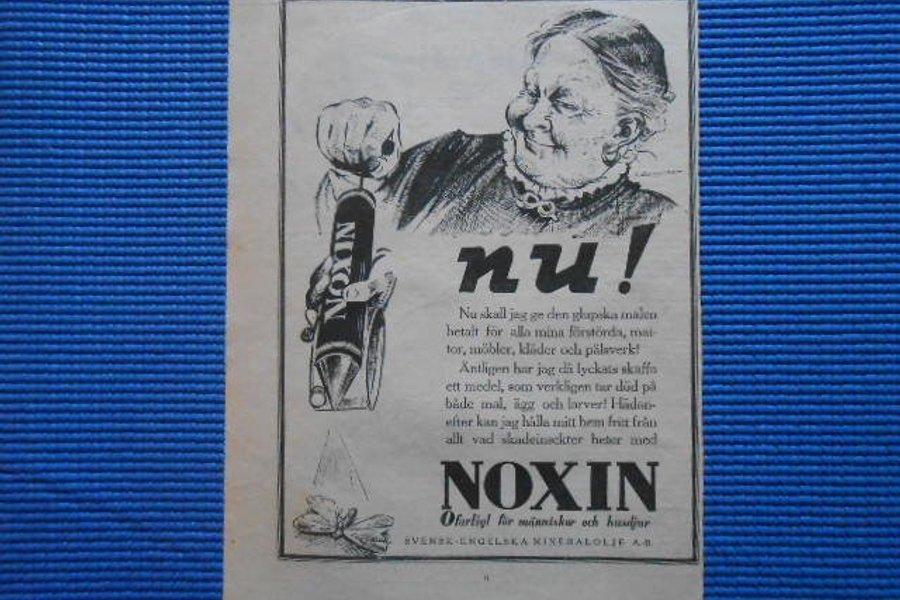 NOXIN
nu!
Nu skall jag ge den glupska malen
betalt för alla mina förstörda, mat-
tor, möbler, kläder och pälsverk!
Äntligen har jag då lyckats skaffa
ett medel, som verkligen tar död på
både mal, ägg och larver! Hädan-
efter kan jag hålla mitt hem fritt från
allt vad skadeinsekter heter med
NOXIN
Ofarligt för människor och husdjur
SVENSK-ENGELSKA MINERALOLJE A.-B.